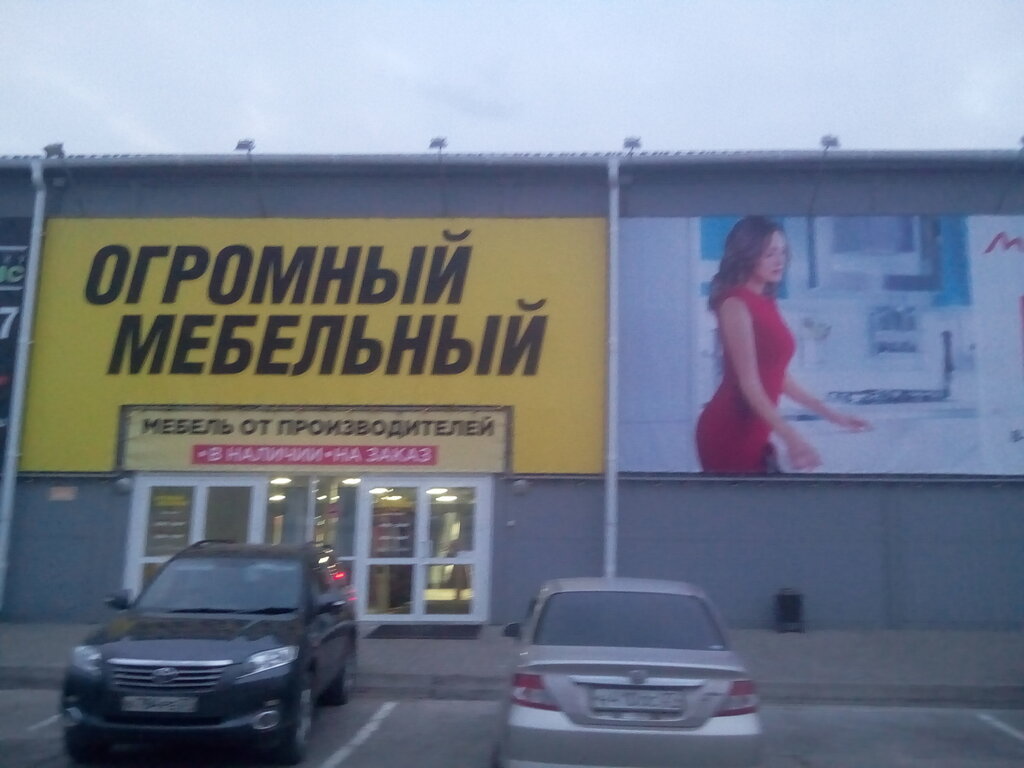 ОГРОМНЫЙ
МЕБЕЛЬНЫЙ
МЕБЕЛЬ ОТ ПРОИЗВОДИТЕЛЕЙ
•В НАЛИЧИИ•НА ЗАКАЗ